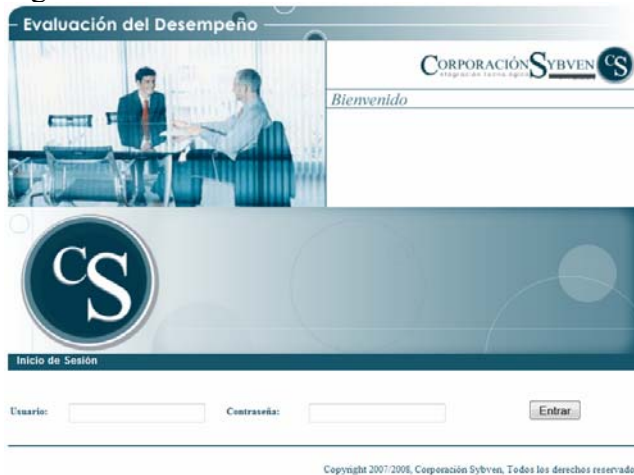 Evaluación del Desempeño
CORPORACIÓN SYBVEN CS
Bienvenido
CS
Inicio de Sesión
Usuario:
Contraseña:
Entrar
Copyright 2007/2008, Corporación Sybven, Todos los derechos reservado